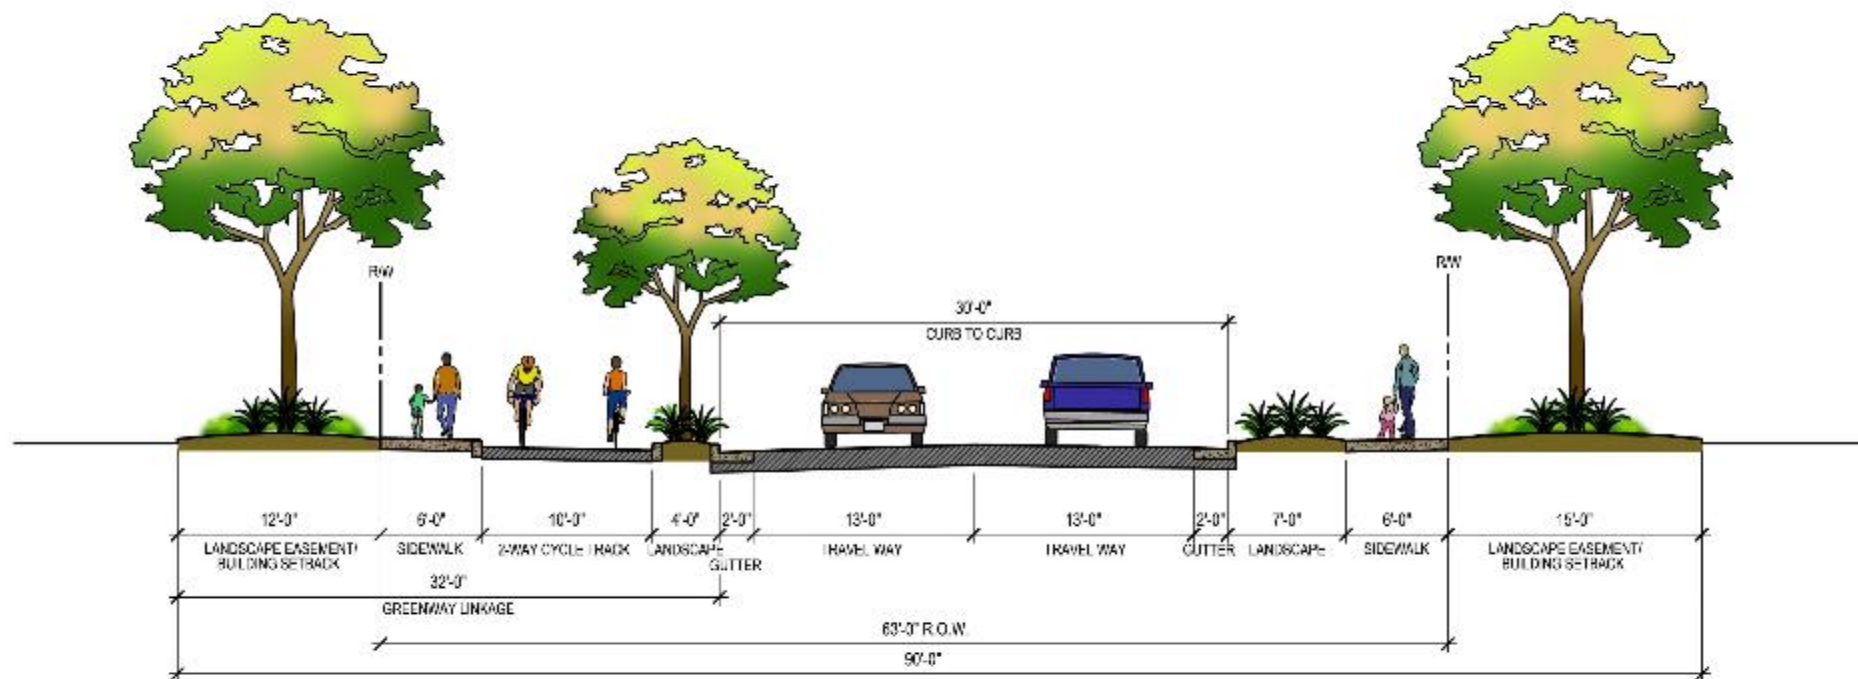 R/W
R/W
30'-0"
CURB TO CURB
12'-0" 6'-0" 10'-0" 4'-0" 2'-0" 13'-0" 13'-0" 2'-0" 7'-0" 6'-0" 15'-0"
LANDSCAPE EASEMENT/ SIDEWALK 2-WAY CYCLE TRACK LANDSCAPE TRAVEL WAY TRAVEL WAY GUTTER LANDSCAPE SIDEWALK LANDSCAPE EASEMENT/
BUILDING SETBACK GUTTER BUILDING SETBACK
32'-0"
GREENWAY LINKAGE
63'-0" R.O.W.
90'-0"